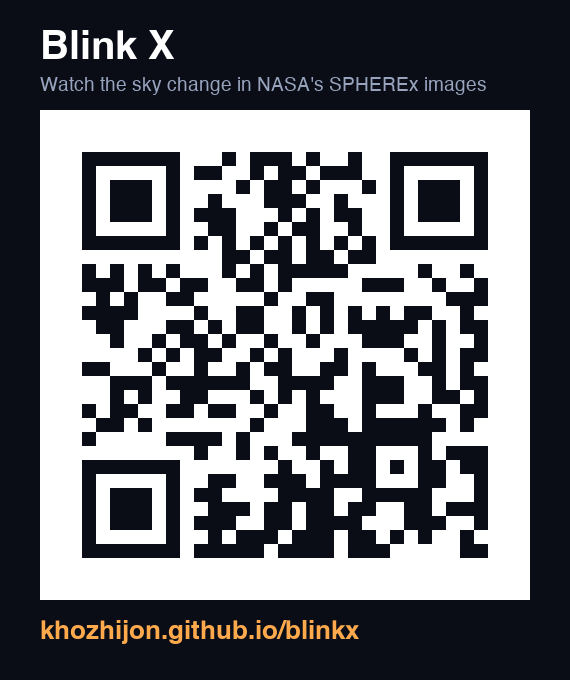 Blink X
Watch the sky change in NASA's SPHEREx images
khozhijon.github.io/blinkx